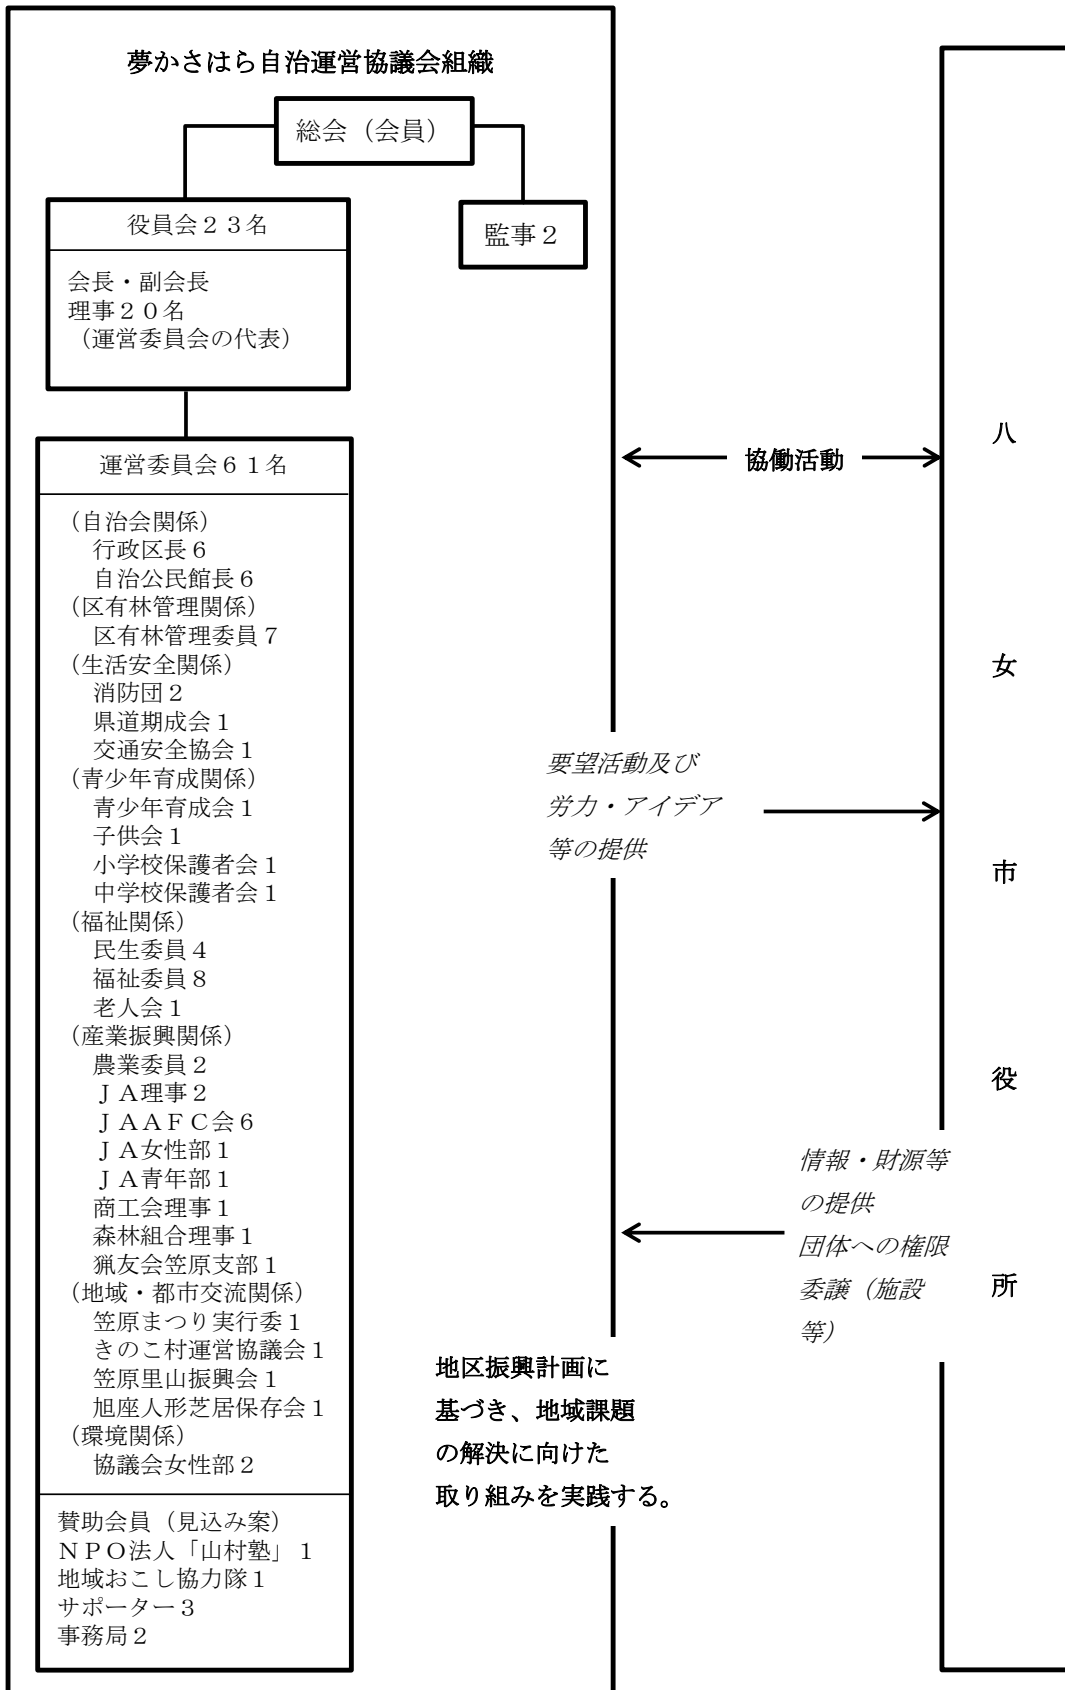 夢かさはら自治運営協議会組織
総会（会員）
役員会２３名
会長・副会長
理事２０名
（運営委員会の代表）
監事２
運営委員会６１名
（自治会関係）
行政区長６
自治公民館長６
（区有林管理関係）
区有林管理委員７
（生活安全関係）
消防団２
県道期成会１
交通安全協会１
（青少年育成関係）
青少年育成会１
子供会１
小学校保護者会１
中学校保護者会１
（福祉関係）
民生委員４
福祉委員８
老人会１
（産業振興関係）
農業委員２
ＪＡ理事２
ＪＡＡＦＣ会６
ＪＡ女性部１
ＪＡ青年部１
商工会理事１
森林組合理事１
猟友会笠原支部１
（地域・都市交流関係）
笠原まつり実行委１
きのこ村運営協議会１
笠原里山振興会１
旭座人形芝居保存会１
（環境関係）
協議会女性部２
賛助会員（見込み案）
ＮＰＯ法人「山村塾」１
地域おこし協力隊１
サポーター３
事務局２
協働活動
要望活動及び
労力・アイデア
等の提供
情報・財源等
の提供
団体への権限
委譲（施設
等）
地区振興計画に
基づき、地域課題
の解決に向けた
取り組みを実践する。
八
女
市
役
所